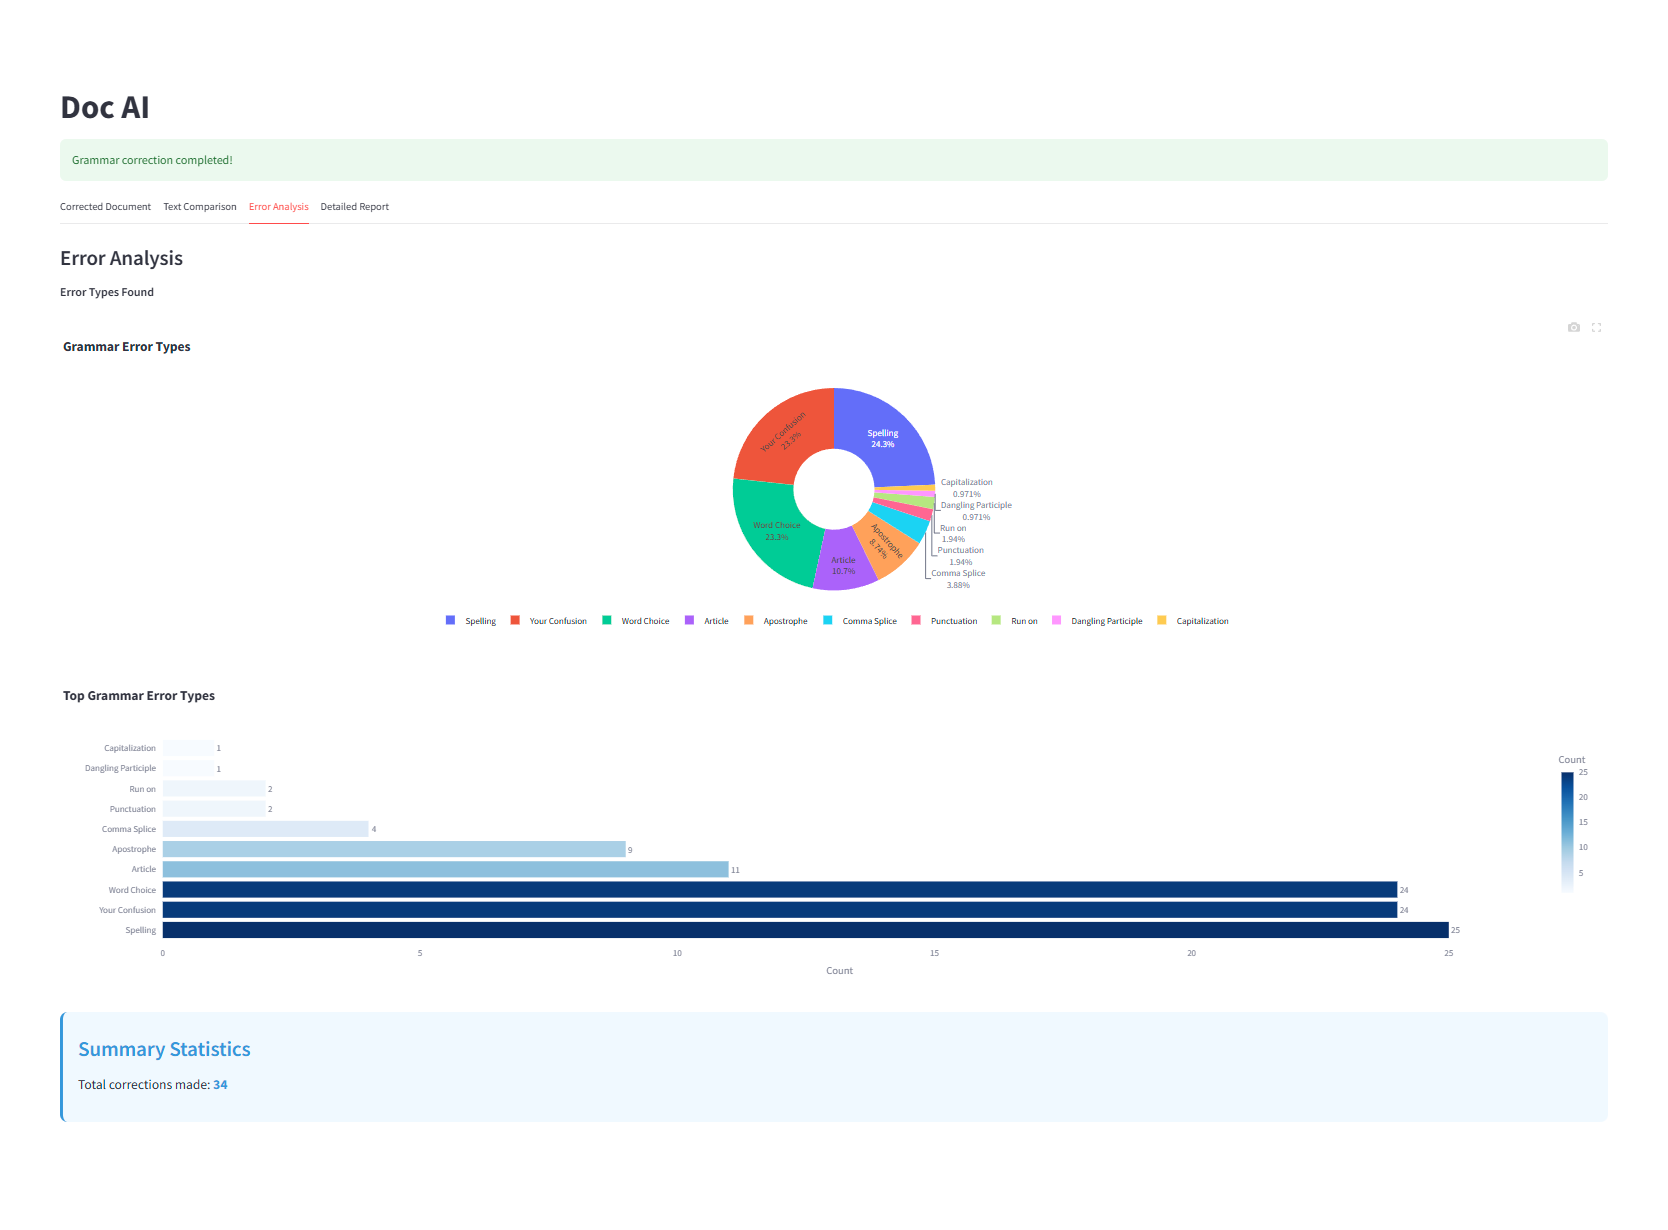 Doc AI
Grammar correction completed!
Corrected Document Text Comparison Error Analysis Detailed Report
Error Analysis
Error Types Found
Grammar Error Types
Your Confusion
23.3%
Spelling
24.3%
Capitalization
0.971%
Dangling Participle
0.971%
Run on
1.94%
Punctuation
1.94%
Comma Splice
3.88%
Word Choice
23.3%
Article
10.7%
Apostrophe
8.74%
Spelling Your Confusion Word Choice Article Apostrophe Comma Splice Punctuation Run on Dangling Participle Capitalization
Top Grammar Error Types
Capitalization 1
Dangling Participle 1
Run on 2
Punctuation 2
Comma Splice 4
Apostrophe 9
Article 11
Word Choice 24
Your Confusion 24
Spelling 25
0 5 10 15 20 25
Count
Count
25
20
15
10
5
Summary Statistics
Total corrections made: 34